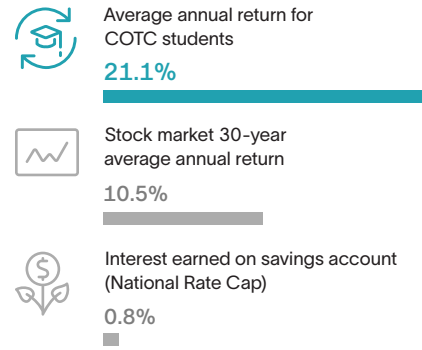 Average annual return for
COTC students
21.1%
Stock market 30-year
average annual return
10.5%
Interest earned on savings account
(National Rate Cap)
0.8%